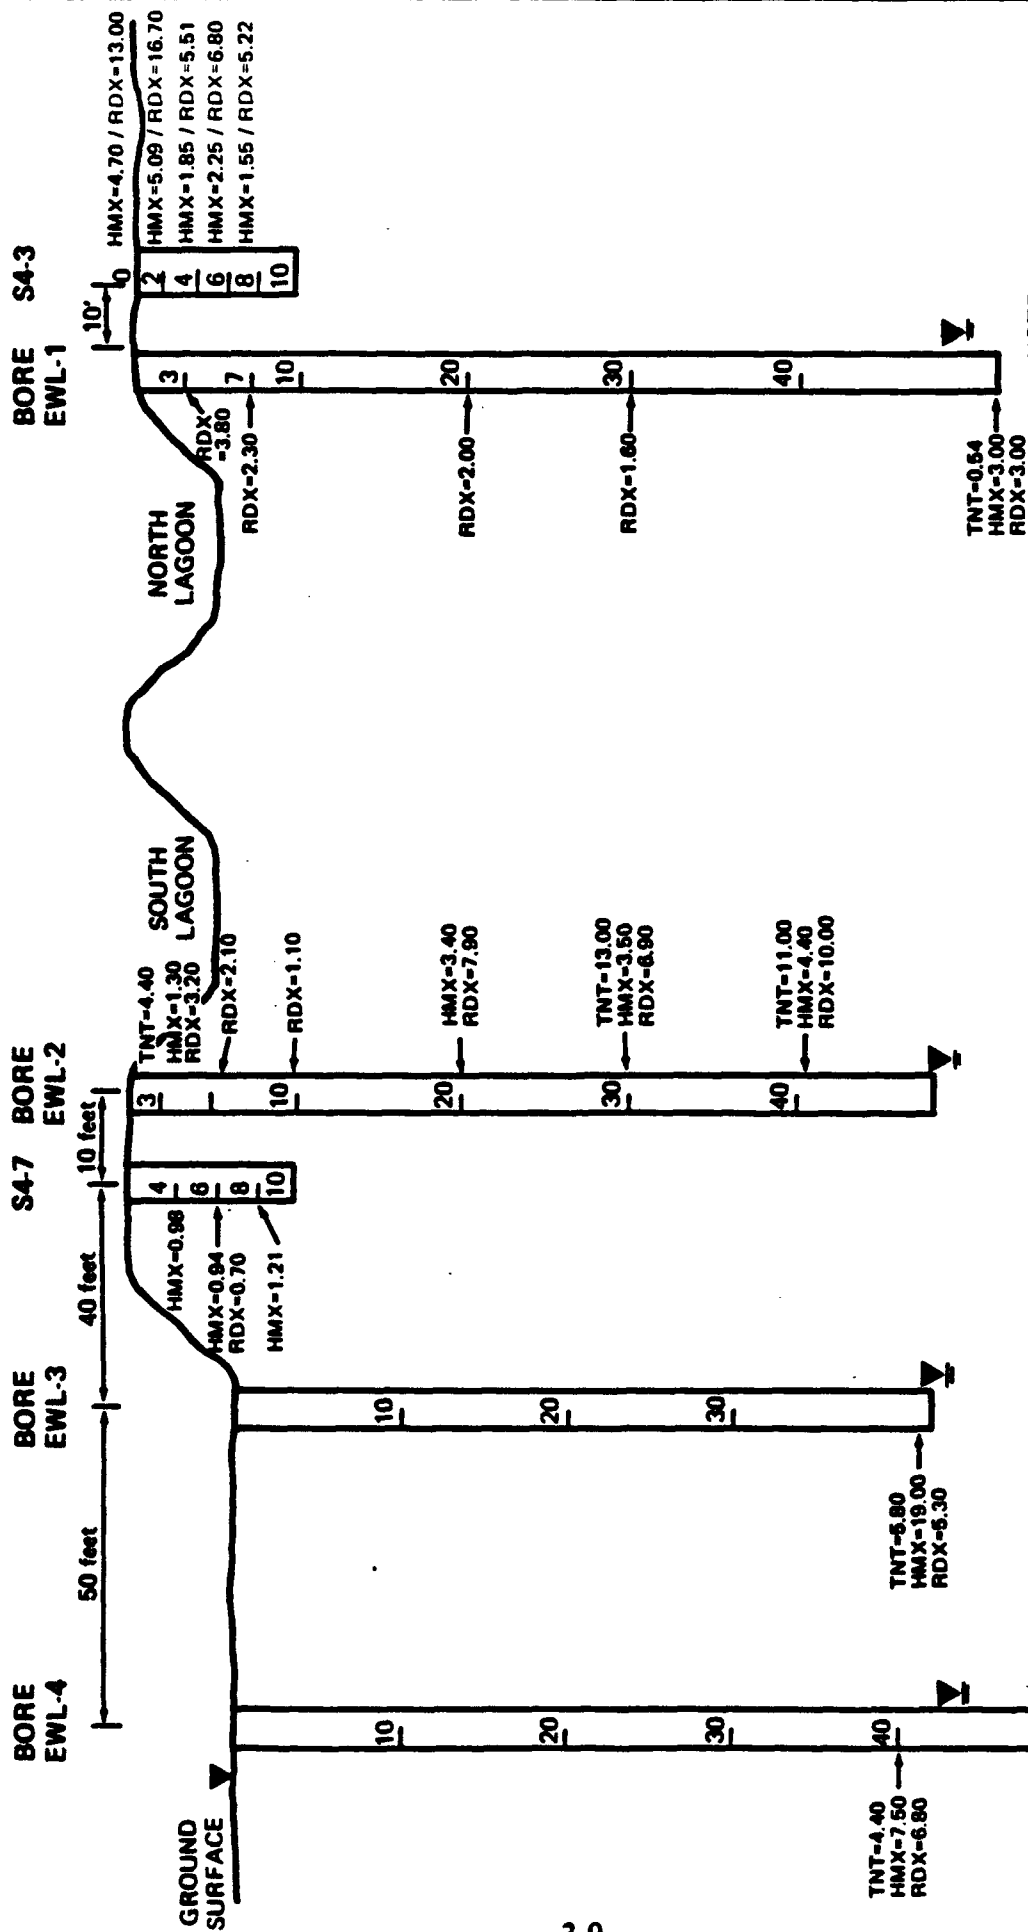 BORE
EWL-4
BORE
EWL-3
S4-7
BORE
EWL-2
BORE
EWL-1
S4-3
50 feet
40 feet
10 feet
10'
GROUND
SURFACE
SOUTH
LAGOON
NORTH
LAGOON
10
20
30
40
TNT=4.40
HMX=7.50
RDX=6.80
10
20
30
TNT=5.80
HMX=19.00
RDX=5.30
4
6
8
10
HMX=0.98
HMX=0.94
RDX=0.70
HMX=1.21
3
10
20
30
40
TNT=4.40
HMX=1.30
RDX=3.20
RDX=2.10
RDX=1.10
HMX=3.40
RDX=7.90
TNT=13.00
HMX=3.50
RDX=6.90
TNT=11.00
HMX=4.40
RDX=10.00
3
7
10
20
30
40
RDX
=3.80
RDX=2.30
RDX=2.00
RDX=1.60
TNT=0.54
HMX=3.00
RDX=3.00
0
2
4
6
8
10
HMX=4.70 / RDX=13.00
HMX=5.09 / RDX=16.70
HMX=1.85 / RDX=5.51
HMX=2.25 / RDX=6.80
HMX=1.55 / RDX=5.22